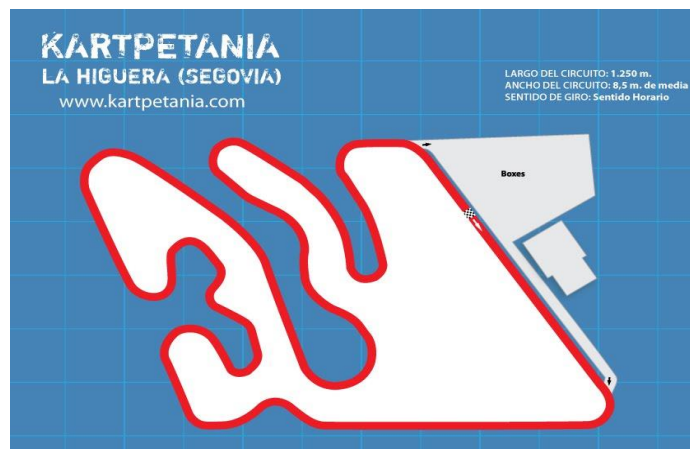 KARTPETANIA
LA HIGUERA (SEGOVIA)
www.kartpetania.com
LARGO DEL CIRCUITO: 1.250 m.
ANCHO DEL CIRCUITO: 8,5 m. de media
SENTIDO DE GIRO: Sentido Horario
Boxes